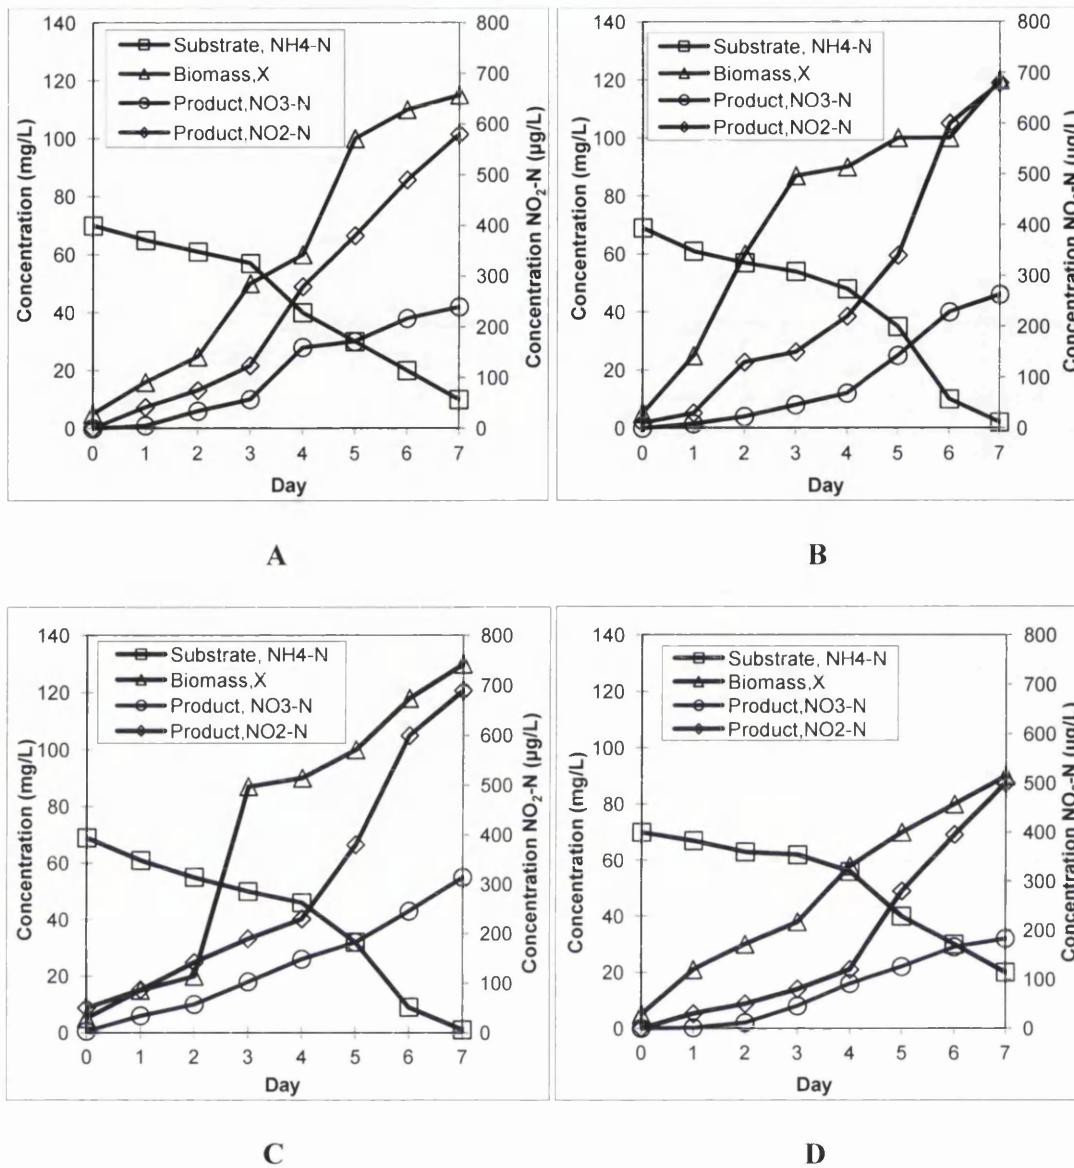 140
120
100
80
60
40
20
0
Concentration (mg/L)
Substrate, NH4-N
Biomass,X
Product,NO3-N
Product,NO2-N
800
700
600
500
400
300
200
100
0
Concentration NO₂-N (µg/L)
0 1 2 3 4 5 6 7
Day
A
140
120
100
80
60
40
20
0
Concentration (mg/L)
Substrate, NH4-N
Biomass,X
Product,NO3-N
Product,NO2-N
800
700
600
500
400
300
200
100
0
Concentration NO₂-N (µg/L)
0 1 2 3 4 5 6 7
Day
B
140
120
100
80
60
40
20
0
Concentration (mg/L)
Substrate, NH4-N
Biomass,X
Product, NO3-N
Product,NO2-N
800
700
600
500
400
300
200
100
0
Concentration NO₂-N (µg/L)
0 1 2 3 4 5 6 7
Day
C
140
120
100
80
60
40
20
0
Concentration (mg/L)
Substrate, NH4-N
Biomass,X
Product,NO3-N
Product,NO2-N
800
700
600
500
400
300
200
100
0
Concentration NO₂-N (µg/L)
0 1 2 3 4 5 6 7
Day
D